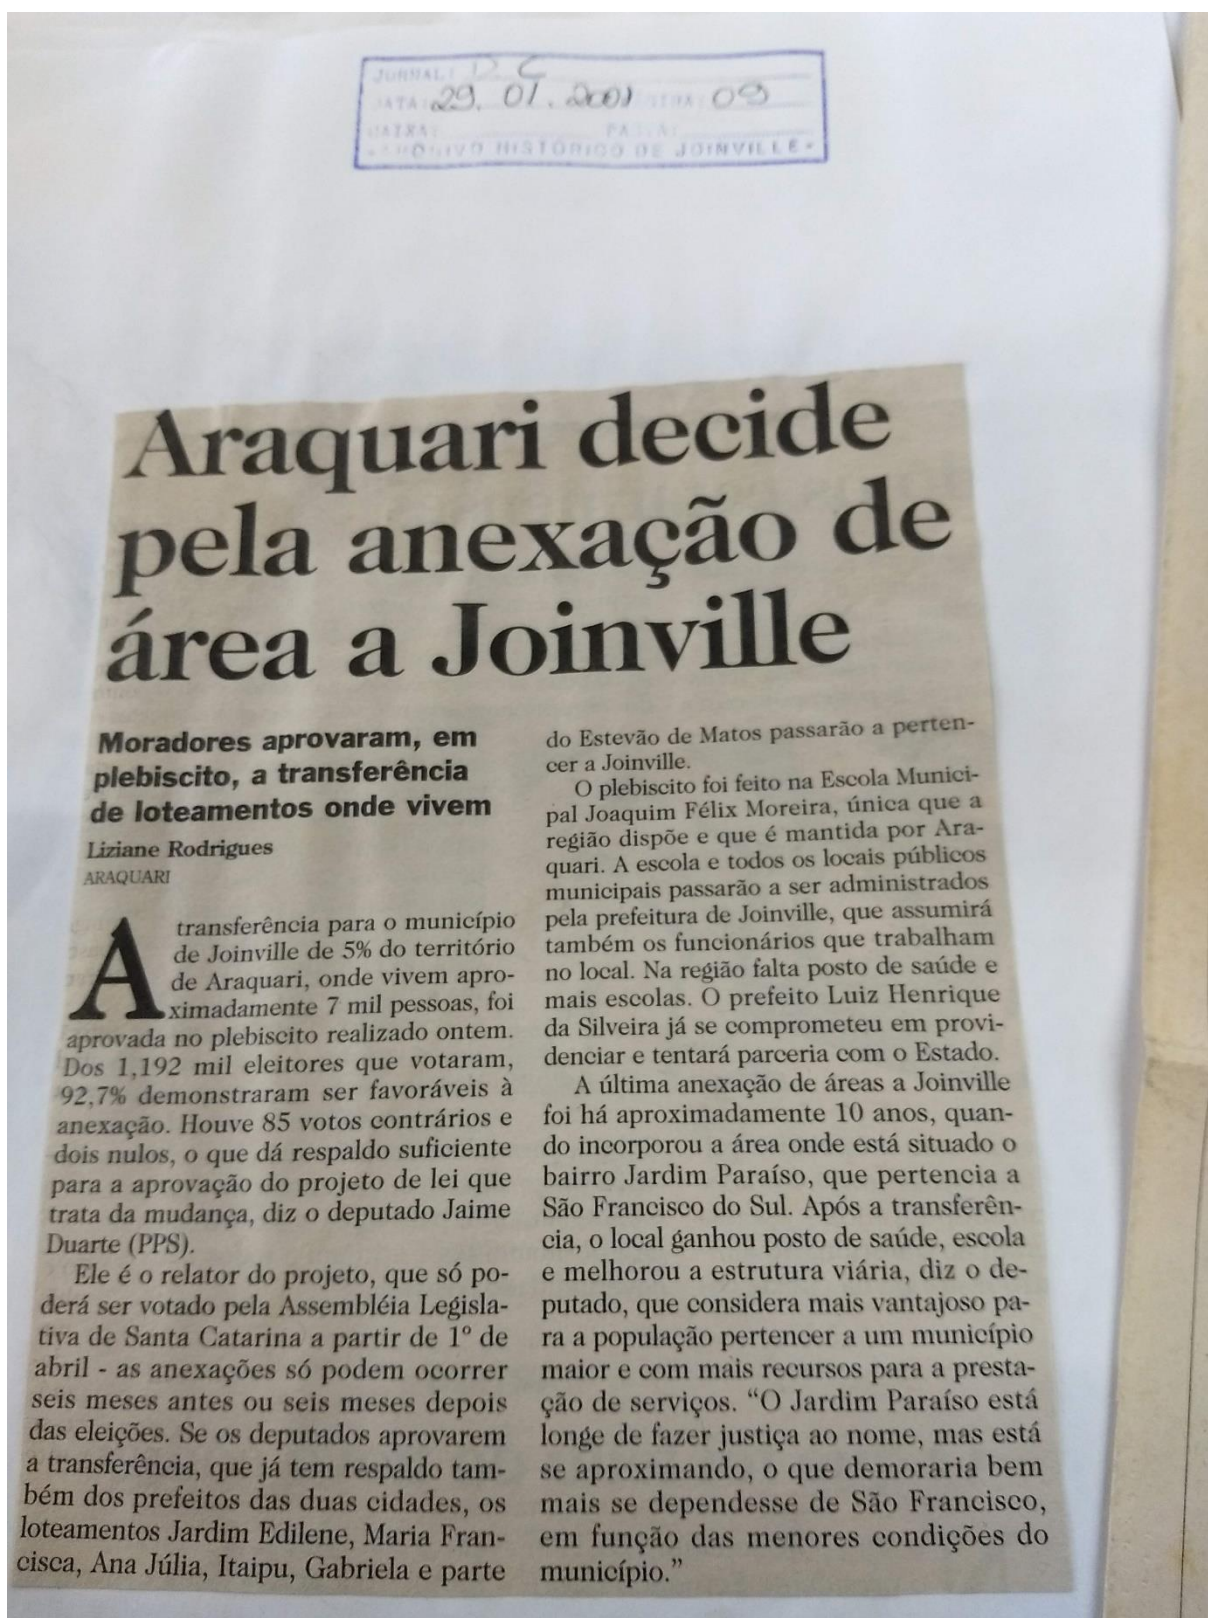 JORNAL: DC
DATA: 29.01.2001 09
CAIXA: PASTA:
ARQUIVO HISTÓRICO DE JOINVILLE-
Araquari decide
pela anexação de
área a Joinville
Moradores aprovaram, em
plebiscito, a transferência
de loteamentos onde vivem
Liziane Rodrigues
ARAQUARI
A transferência para o município
de Joinville de 5% do território
de Araquari, onde vivem apro-
ximadamente 7 mil pessoas, foi
aprovada no plebiscito realizado ontem.
Dos 1,192 mil eleitores que votaram,
92,7% demonstraram ser favoráveis à
anexação. Houve 85 votos contrários e
dois nulos, o que dá respaldo suficiente
para a aprovação do projeto de lei que
trata da mudança, diz o deputado Jaime
Duarte (PPS).
Ele é o relator do projeto, que só po-
derá ser votado pela Assembléia Legisla-
tiva de Santa Catarina a partir de 1º de
abril - as anexações só podem ocorrer
seis meses antes ou seis meses depois
das eleições. Se os deputados aprovarem
a transferência, que já tem respaldo tam-
bém dos prefeitos das duas cidades, os
loteamentos Jardim Edilene, Maria Fran-
cisca, Ana Júlia, Itaipu, Gabriela e parte
do Estevão de Matos passarão a perten-
cer a Joinville.
O plebiscito foi feito na Escola Munici-
pal Joaquim Félix Moreira, única que a
região dispõe e que é mantida por Ara-
quari. A escola e todos os locais públicos
municipais passarão a ser administrados
pela prefeitura de Joinville, que assumirá
também os funcionários que trabalham
no local. Na região falta posto de saúde e
mais escolas. O prefeito Luiz Henrique
da Silveira já se comprometeu em provi-
denciar e tentará parceria com o Estado.
A última anexação de áreas a Joinville
foi há aproximadamente 10 anos, quan-
do incorporou a área onde está situado o
bairro Jardim Paraíso, que pertencia a
São Francisco do Sul. Após a transferên-
cia, o local ganhou posto de saúde, escola
e melhorou a estrutura viária, diz o de-
putado, que considera mais vantajoso pa-
ra a população pertencer a um município
maior e com mais recursos para a presta-
ção de serviços. “O Jardim Paraíso está
longe de fazer justiça ao nome, mas está
se aproximando, o que demoraria bem
mais se dependesse de São Francisco,
em função das menores condições do
município.”